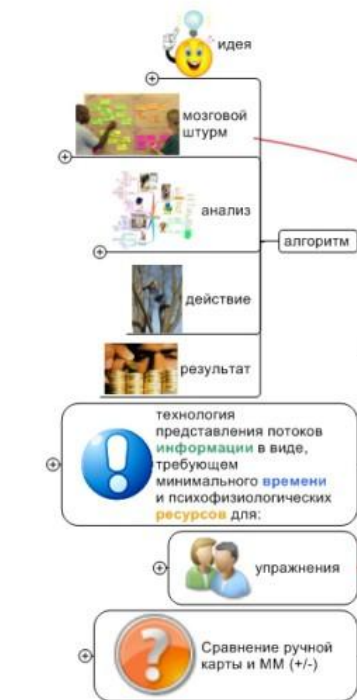 идея
мозговой
штурм
анализ
алгоритм
действие
результат
технология
представления потоков
информации в виде,
требующем
минимального времени
и психофизиологических
ресурсов для:
упражнения
Сравнение ручной
карты и ММ (+/-)